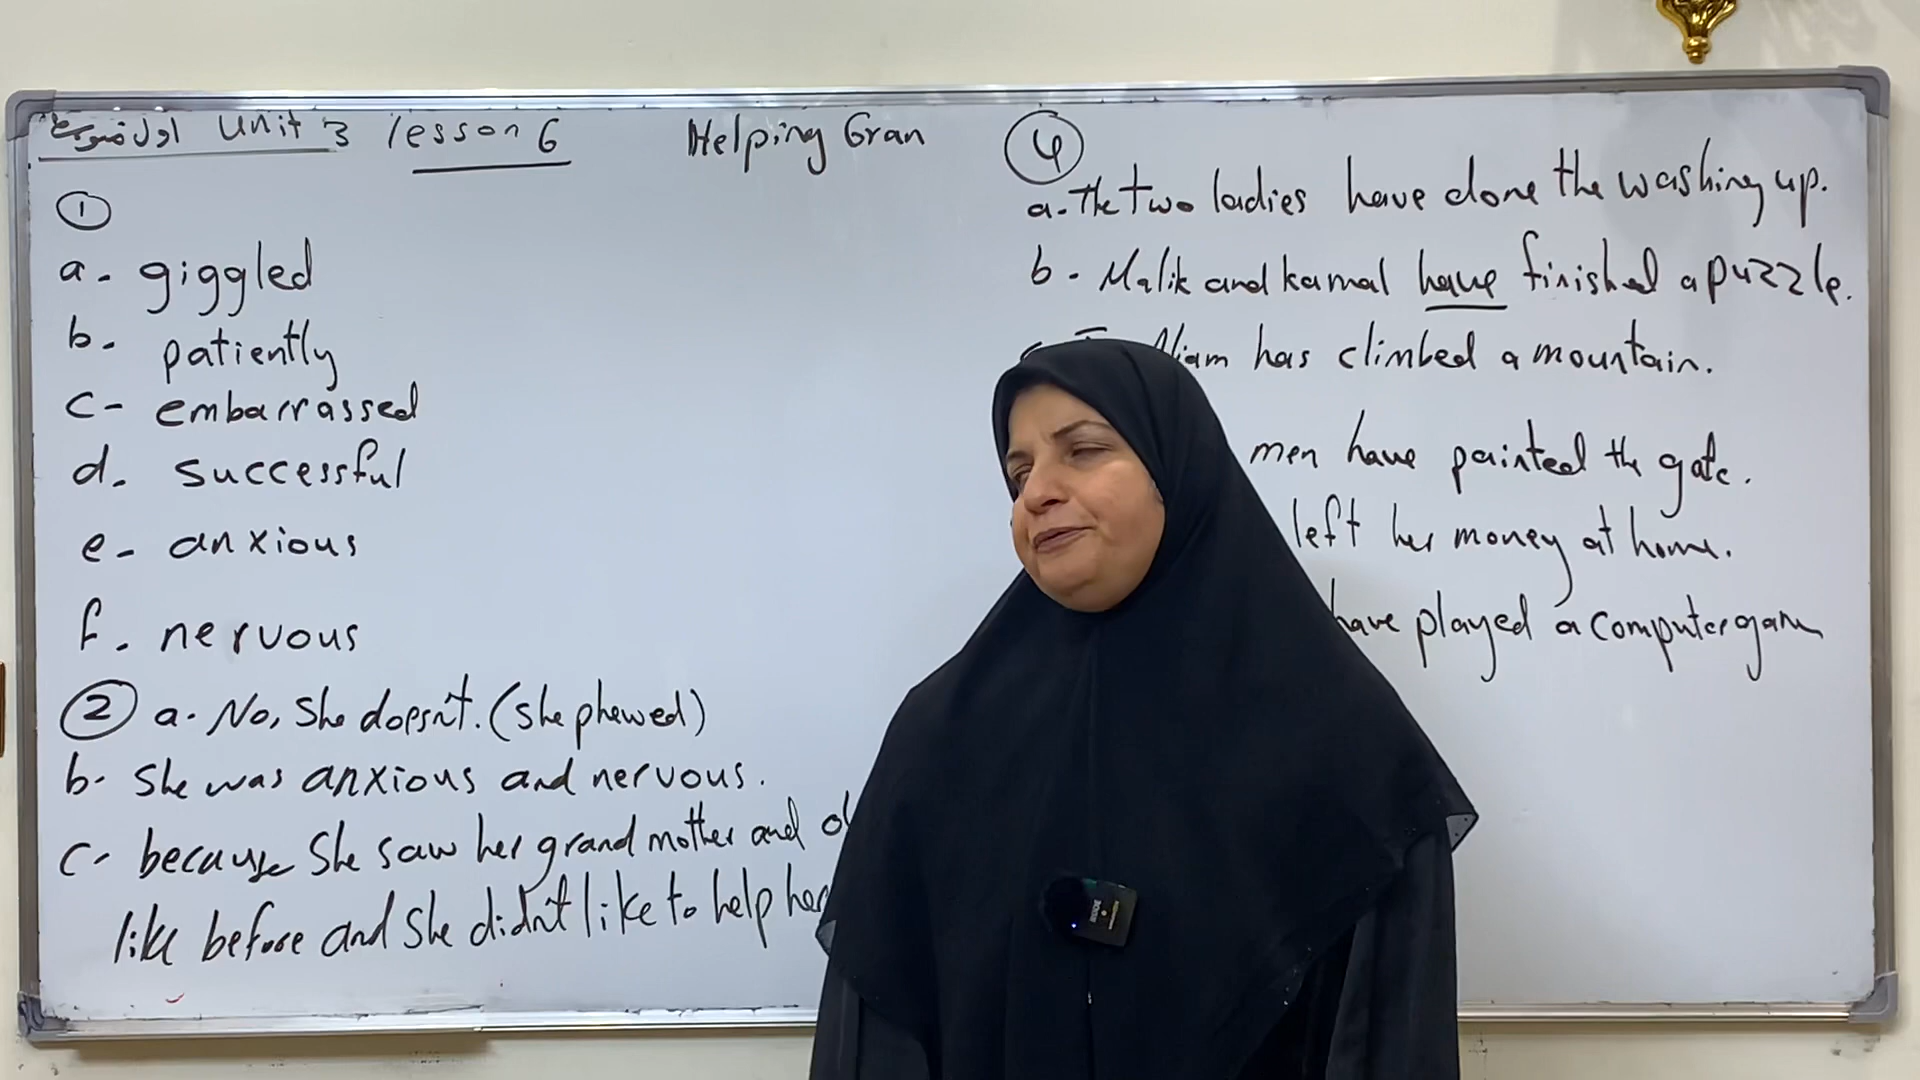 اول متوسط Unit 3 lesson 6 Helping Gran
①
a- giggled
b. patiently
c- embarrassed
d. successful
e- anxious
f. nervous
② a- No, She doesn't. (she phewed)
b- She was anxious and nervous.
c- because She saw her grand mother and
like before and She didn't like to help her
④
a- The two ladies have done the washing up.
b- Malik and kamal have finished a puzzle.
has climbed a mountain.
men have painted the gate.
left her money at home.
have played a computer game